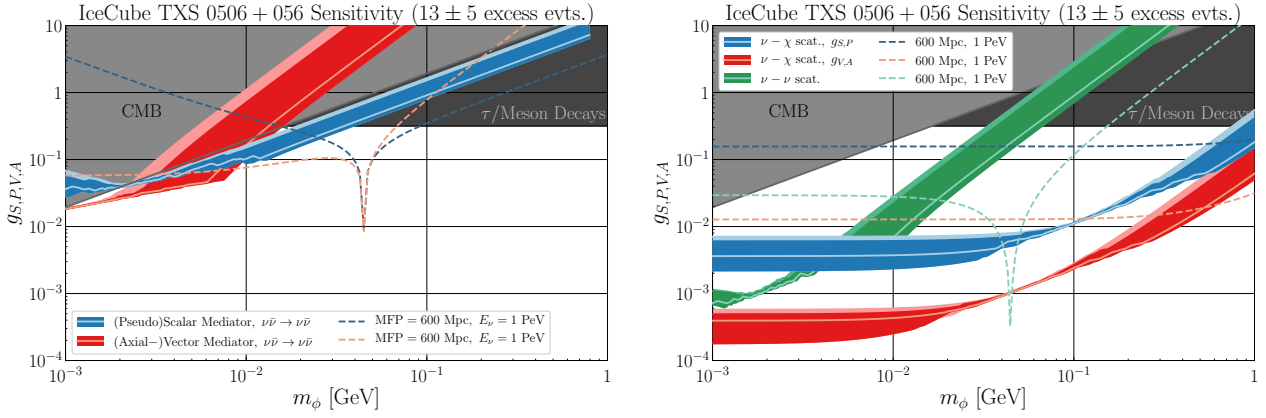 IceCube TXS 0506 + 056 Sensitivity (13 ± 5 excess evts.)
10
1
10⁻¹
10⁻²
10⁻³
10⁻⁴
g_{S,P,V,A}
CMB
τ/Meson Decays
(Pseudo)Scalar Mediator, νν̄ → νν̄
(Axial−)Vector Mediator, νν̄ → νν̄
MFP = 600 Mpc, E_ν = 1 PeV
MFP = 600 Mpc, E_ν = 1 PeV
10⁻³
10⁻²
10⁻¹
1
m_ϕ [GeV]
IceCube TXS 0506 + 056 Sensitivity (13 ± 5 excess evts.)
10
1
10⁻¹
10⁻²
10⁻³
10⁻⁴
g_{S,P,V,A}
ν − χ scat., g_{S,P}
ν − χ scat., g_{V,A}
ν − ν scat.
600 Mpc, 1 PeV
600 Mpc, 1 PeV
600 Mpc, 1 PeV
CMB
τ/Meson Decays
10⁻³
10⁻²
10⁻¹
1
m_ϕ [GeV]